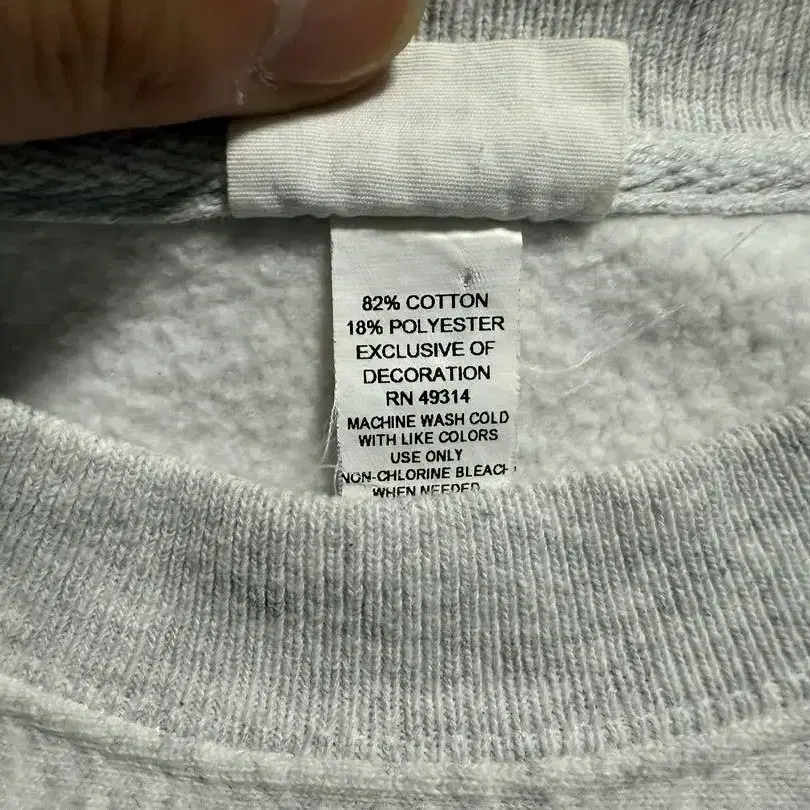 82% COTTON
18% POLYESTER
EXCLUSIVE OF
DECORATION
RN 49314
MACHINE WASH COLD
WITH LIKE COLORS
USE ONLY
NON-CHLORINE BLEACH
WHEN NEEDED